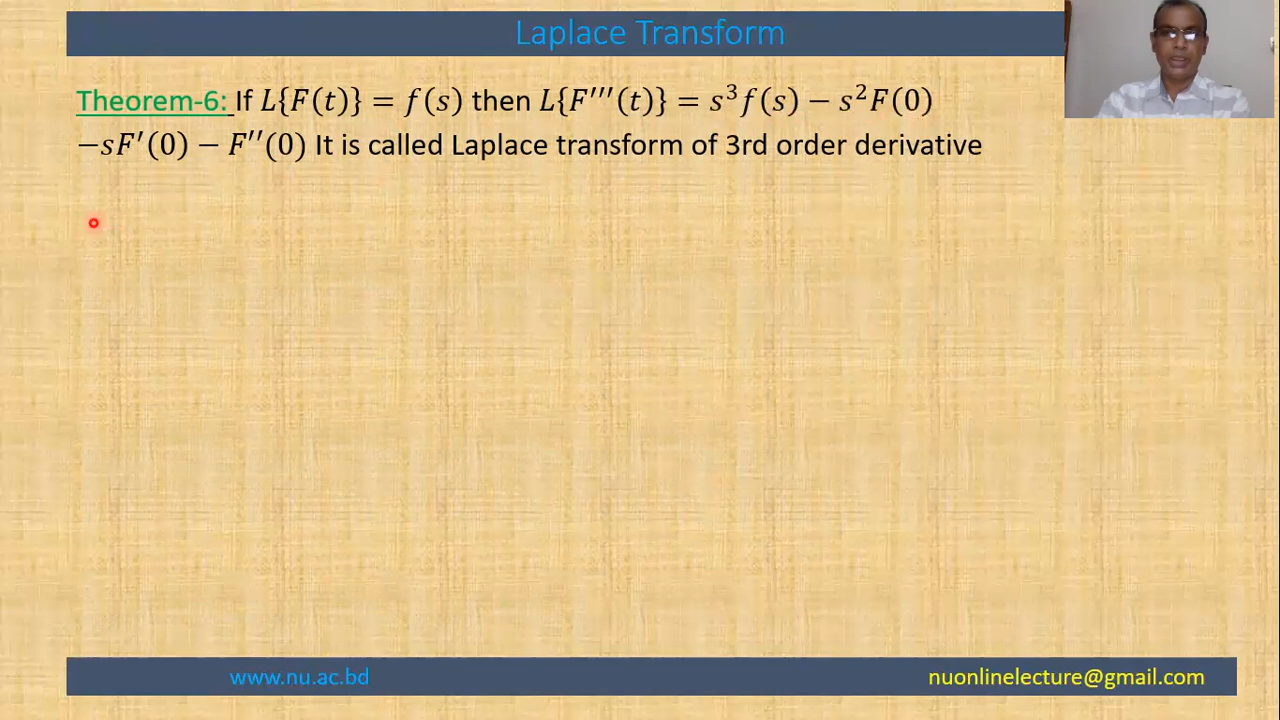 Laplace Transform
Theorem-6: If L{F(t)} = f(s) then L{F′′′(t)} = s³f(s) − s²F(0)
−sF′(0) − F′′(0) It is called Laplace transform of 3rd order derivative
www.nu.ac.bd nuonlinelecture@gmail.com